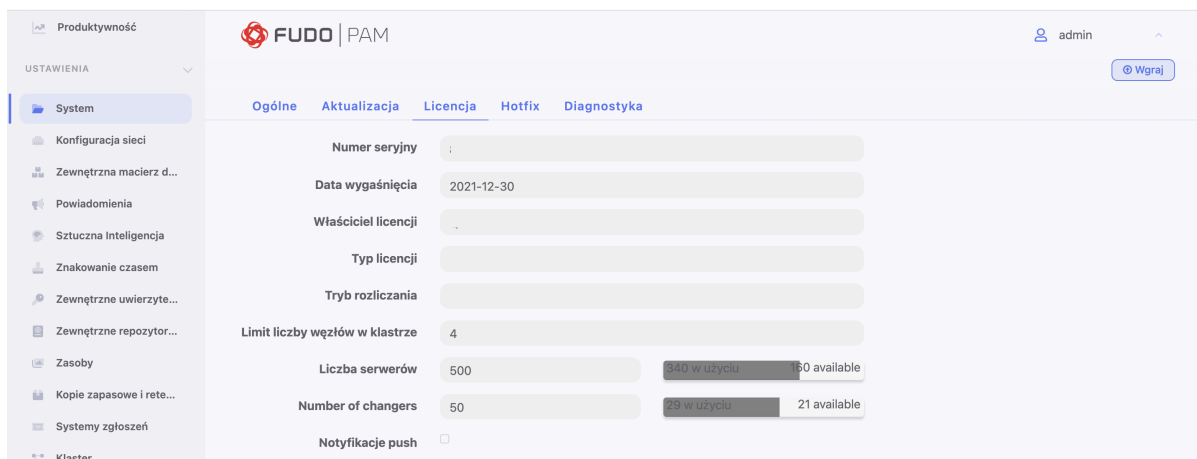 Produktywność
FUDO | PAM
admin
USTAWIENIA
Wgraj
System
Ogólne Aktualizacja Licencja Hotfix Diagnostyka
Konfiguracja sieci
Numer seryjny
Zewnętrzna macierz d...
Data wygaśnięcia 2021-12-30
Powiadomienia
Właściciel licencji
Sztuczna Inteligencja
Typ licencji
Znakowanie czasem
Tryb rozliczania
Zewnętrzne uwierzyte...
Zewnętrzne repozytor...
Limit liczby węzłów w klastrze 4
Zasoby
Liczba serwerów 500 340 w użyciu 160 available
Kopie zapasowe i rete...
Number of changers 50 29 w użyciu 21 available
Systemy zgłoszeń
Notyfikacje push
Klaster